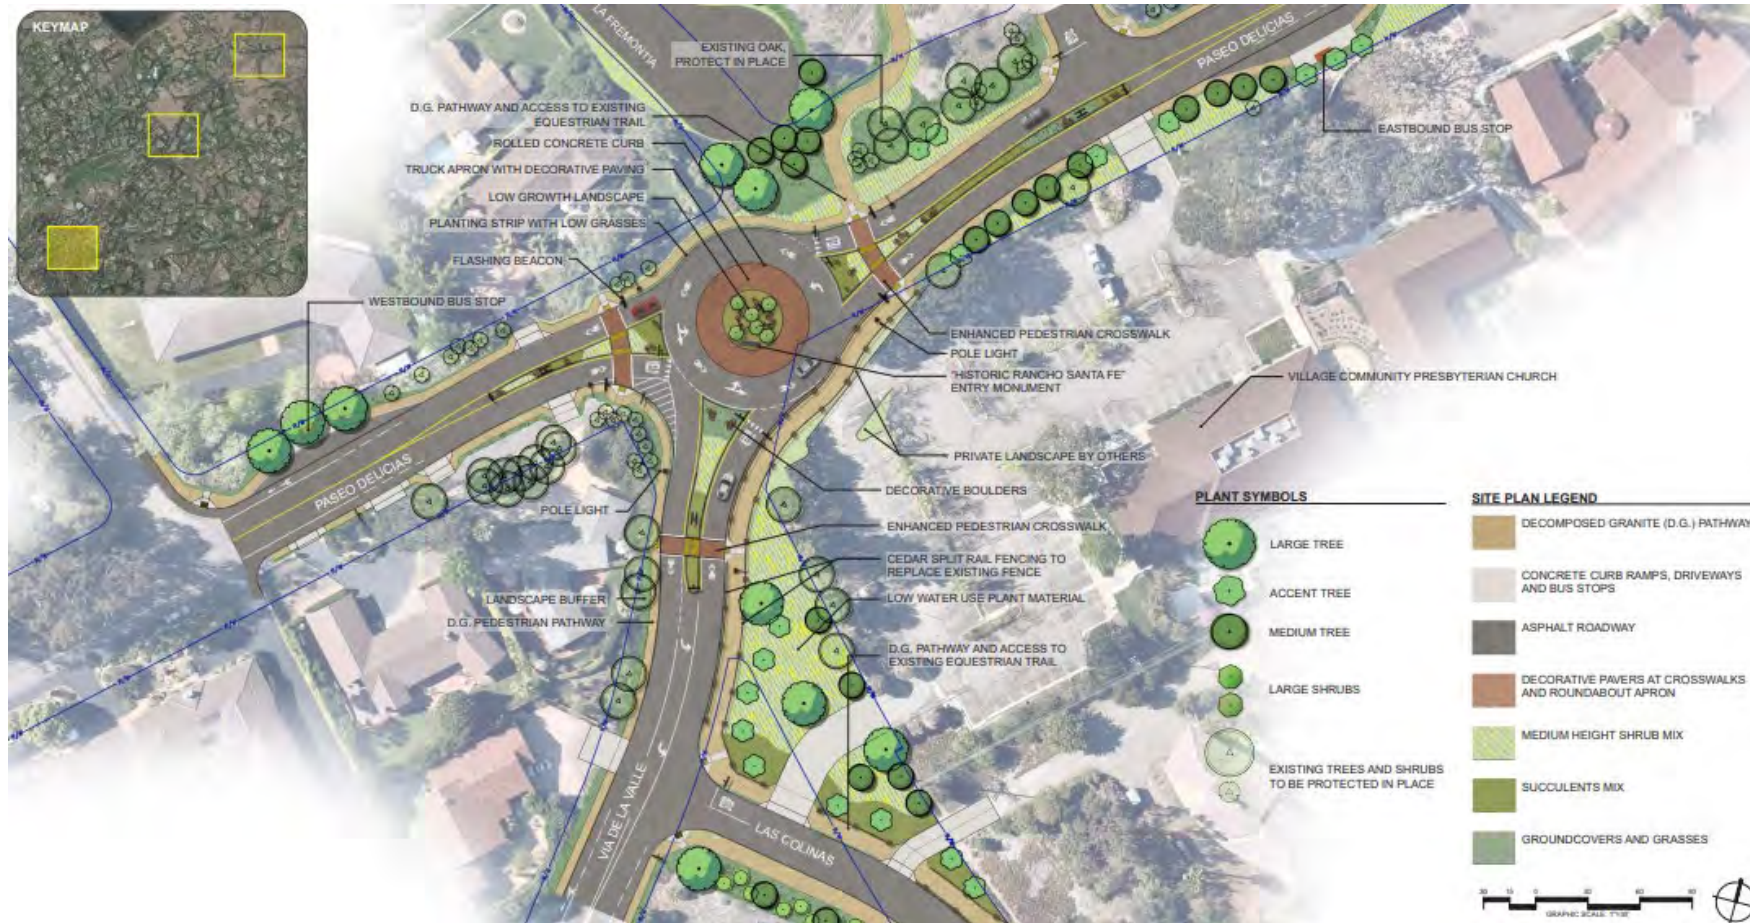 KEYMAP
LA FREMONTIA
EXISTING OAK,
PROTECT IN PLACE
PASEO DELICIAS
D.G. PATHWAY AND ACCESS TO EXISTING
EQUESTRIAN TRAIL
ROLLED CONCRETE CURB
TRUCK APRON WITH DECORATIVE PAVING
LOW GROWTH LANDSCAPE
PLANTING STRIP WITH LOW GRASSES
FLASHING BEACON
WESTBOUND BUS STOP
EASTBOUND BUS STOP
ENHANCED PEDESTRIAN CROSSWALK
POLE LIGHT
"HISTORIC RANCHO SANTA FE"
ENTRY MONUMENT
VILLAGE COMMUNITY PRESBYTERIAN CHURCH
PRIVATE LANDSCAPE BY OTHERS
DECORATIVE BOULDERS
PASEO DELICIAS
POLE LIGHT
ENHANCED PEDESTRIAN CROSSWALK
CEDAR SPLIT RAIL FENCING TO
REPLACE EXISTING FENCE
LANDSCAPE BUFFER
LOW WATER USE PLANT MATERIAL
D.G. PEDESTRIAN PATHWAY
D.G. PATHWAY AND ACCESS TO
EXISTING EQUESTRIAN TRAIL
VIA DE LA VALLE
LAS COLINAS
PLANT SYMBOLS
LARGE TREE
ACCENT TREE
MEDIUM TREE
LARGE SHRUBS
EXISTING TREES AND SHRUBS
TO BE PROTECTED IN PLACE
SITE PLAN LEGEND
DECOMPOSED GRANITE (D.G.) PATHWAY
CONCRETE CURB RAMPS, DRIVEWAYS
AND BUS STOPS
ASPHALT ROADWAY
DECORATIVE PAVERS AT CROSSWALKS
AND ROUNDABOUT APRON
MEDIUM HEIGHT SHRUB MIX
SUCCULENTS MIX
GROUNDCOVERS AND GRASSES
GRAPHIC SCALE